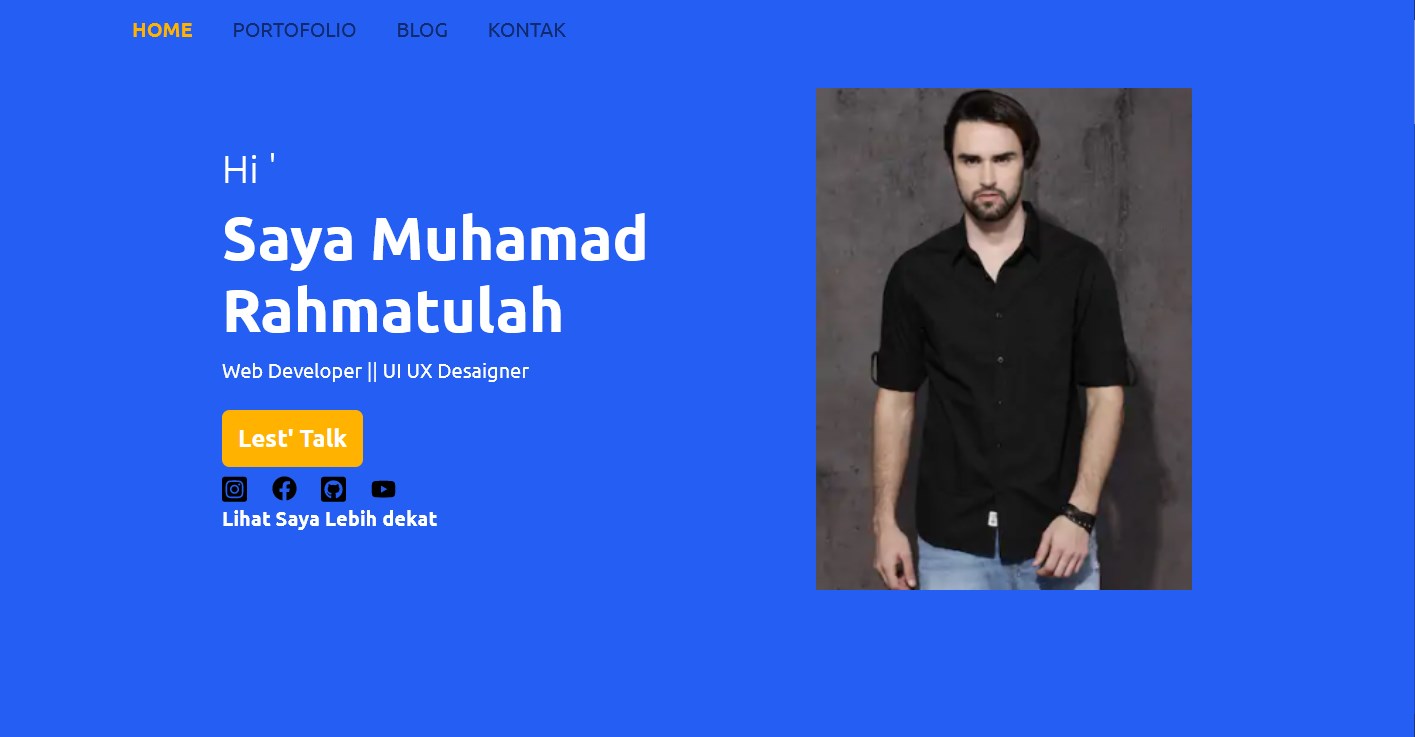 HOME PORTOFOLIO BLOG KONTAK
Hi '
Saya Muhamad
Rahmatulah
Web Developer || UI UX Desaigner
Lest' Talk
Lihat Saya Lebih dekat